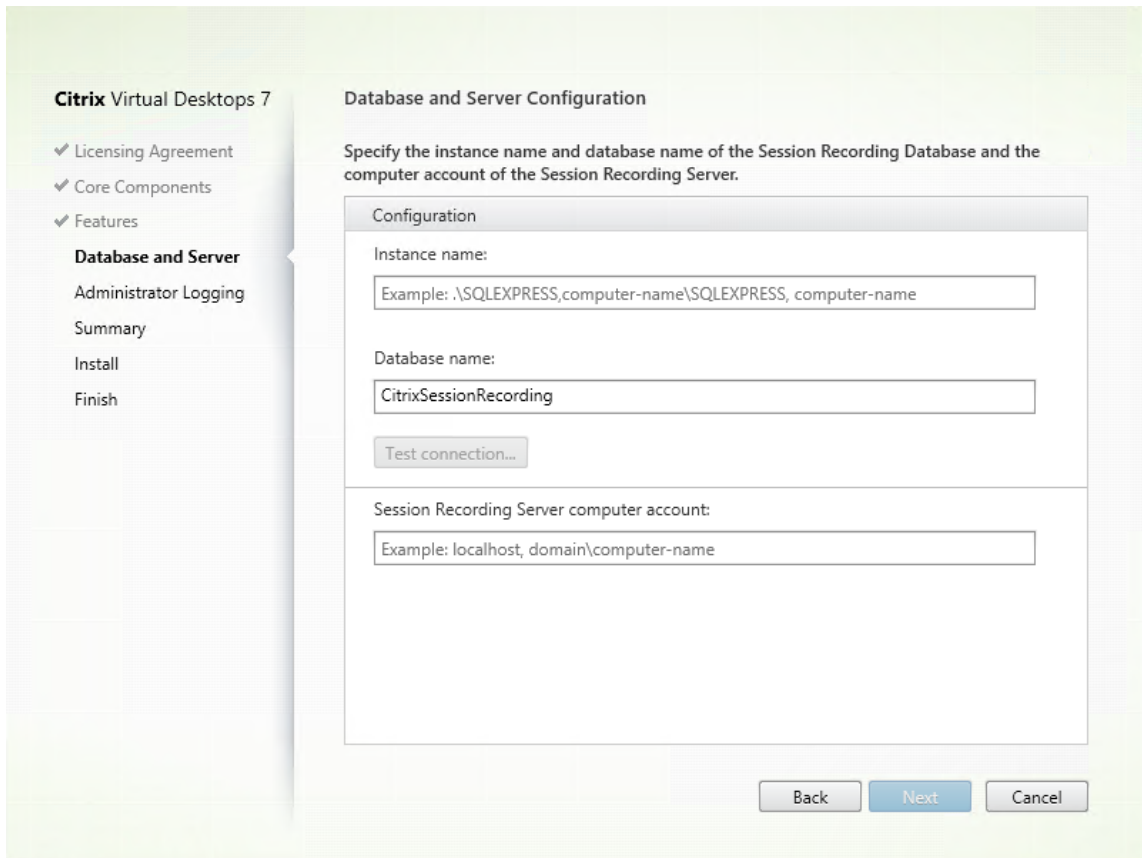 Citrix Virtual Desktops 7
Licensing Agreement
Core Components
Features
Database and Server
Administrator Logging
Summary
Install
Finish
Database and Server Configuration
Specify the instance name and database name of the Session Recording Database and the
computer account of the Session Recording Server.
Configuration
Instance name:
Example: .\SQLEXPRESS,computer-name\SQLEXPRESS, computer-name
Database name:
CitrixSessionRecording
Test connection...
Session Recording Server computer account:
Example: localhost, domain\computer-name
Back
Next
Cancel